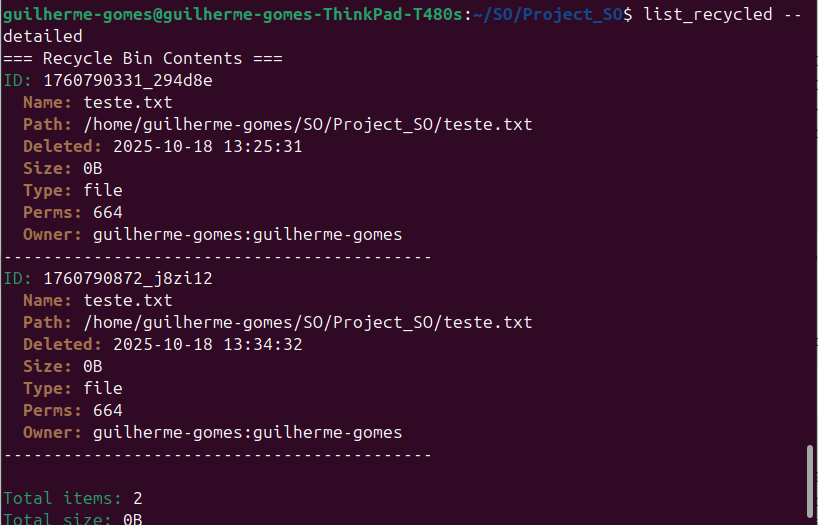 guilherme-gomes@guilherme-gomes-ThinkPad-T480s:~/SO/Project_SO$ list_recycled --
detailed
=== Recycle Bin Contents ===
ID: 1760790331_294d8e
  Name: teste.txt
  Path: /home/guilherme-gomes/SO/Project_SO/teste.txt
  Deleted: 2025-10-18 13:25:31
  Size: 0B
  Type: file
  Perms: 664
  Owner: guilherme-gomes:guilherme-gomes
-------------------------------------------
ID: 1760790872_j8zi12
  Name: teste.txt
  Path: /home/guilherme-gomes/SO/Project_SO/teste.txt
  Deleted: 2025-10-18 13:34:32
  Size: 0B
  Type: file
  Perms: 664
  Owner: guilherme-gomes:guilherme-gomes
-------------------------------------------
Total items: 2
Total size: 0B